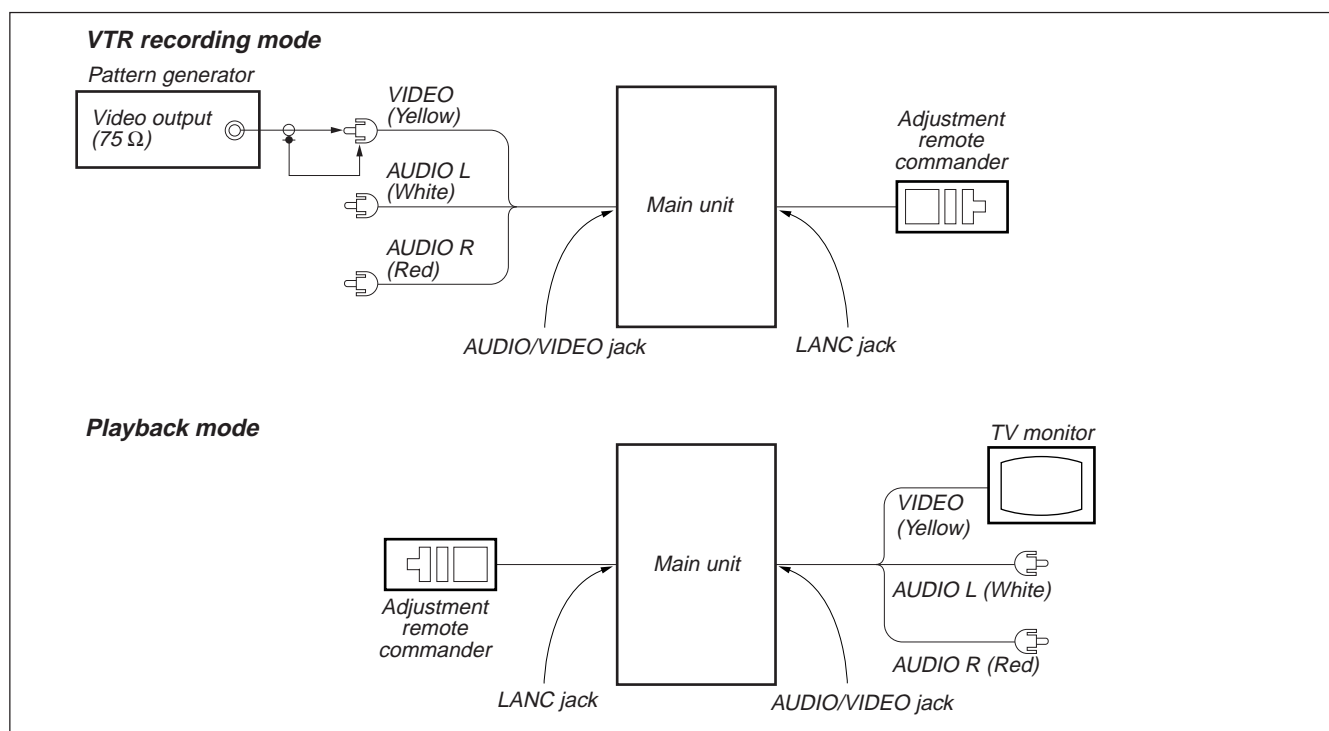 VTR recording mode
Pattern generator
Video output
(75 Ω)
VIDEO
(Yellow)
AUDIO L
(White)
AUDIO R
(Red)
Main unit
Adjustment
remote
commander
AUDIO/VIDEO jack
LANC jack
Playback mode
TV monitor
VIDEO
(Yellow)
Main unit
AUDIO L (White)
Adjustment
remote
commander
AUDIO R (Red)
LANC jack
AUDIO/VIDEO jack